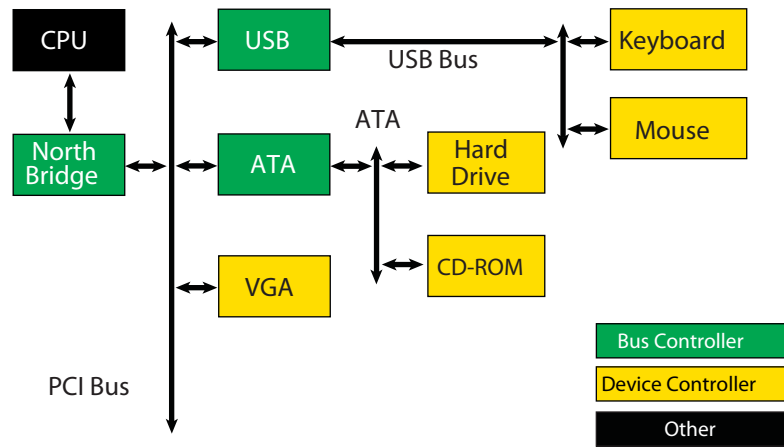 CPU
USB
Keyboard
USB Bus
Mouse
North
Bridge
ATA
ATA
Hard
Drive
VGA
CD-ROM
PCI Bus
Bus Controller
Device Controller
Other